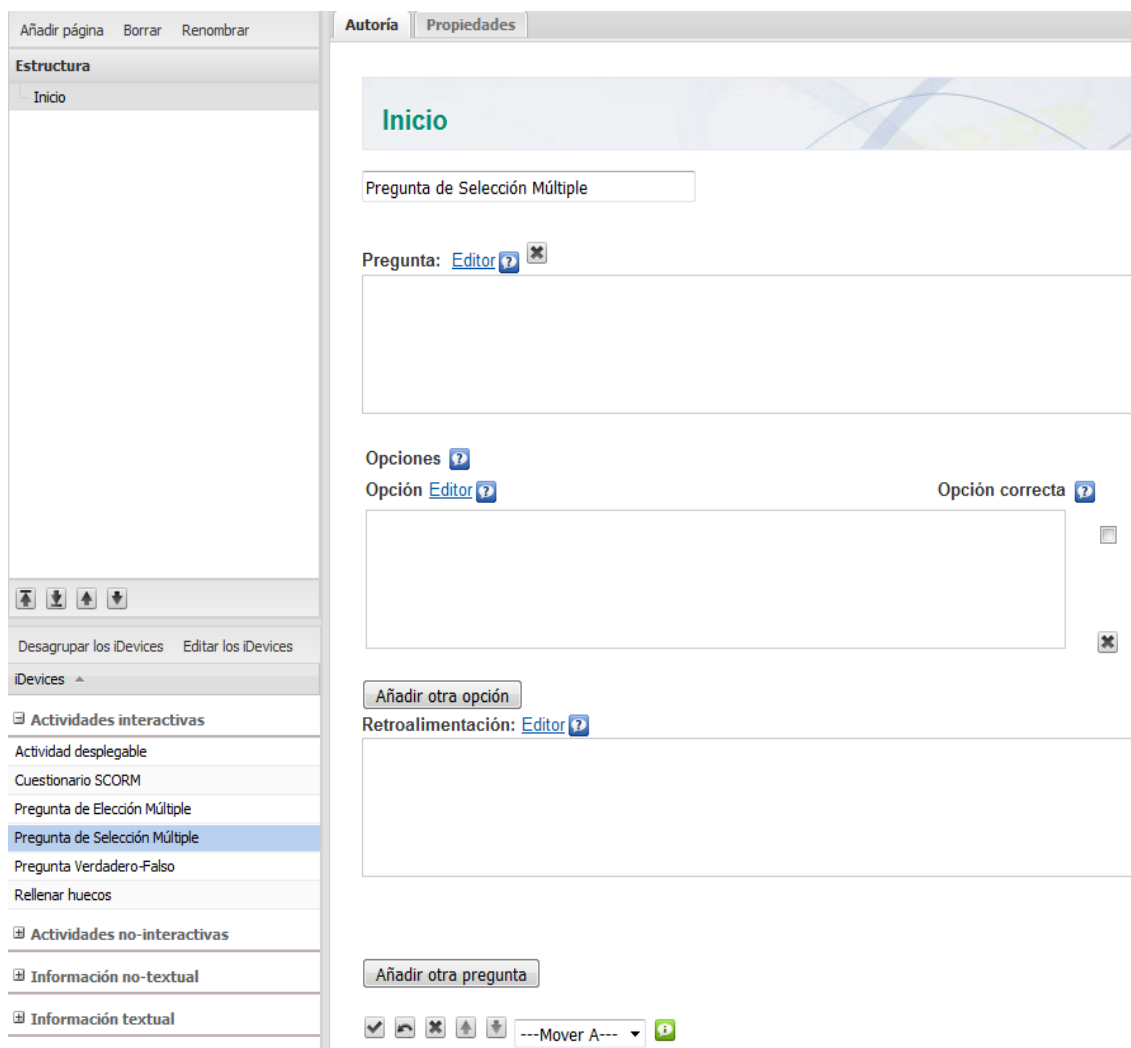 Añadir página Borrar Renombrar
Estructura
Inicio
Desagrupar los iDevices Editar los iDevices
iDevices
Actividades interactivas
Actividad desplegable
Cuestionario SCORM
Pregunta de Elección Múltiple
Pregunta de Selección Múltiple
Pregunta Verdadero-Falso
Rellenar huecos
Actividades no-interactivas
Información no-textual
Información textual
Autoría Propiedades
Inicio
Pregunta de Selección Múltiple
Pregunta: Editor ?
Opciones ?
Opción Editor ? Opción correcta ?
Añadir otra opción
Retroalimentación: Editor ?
Añadir otra pregunta
---Mover A---